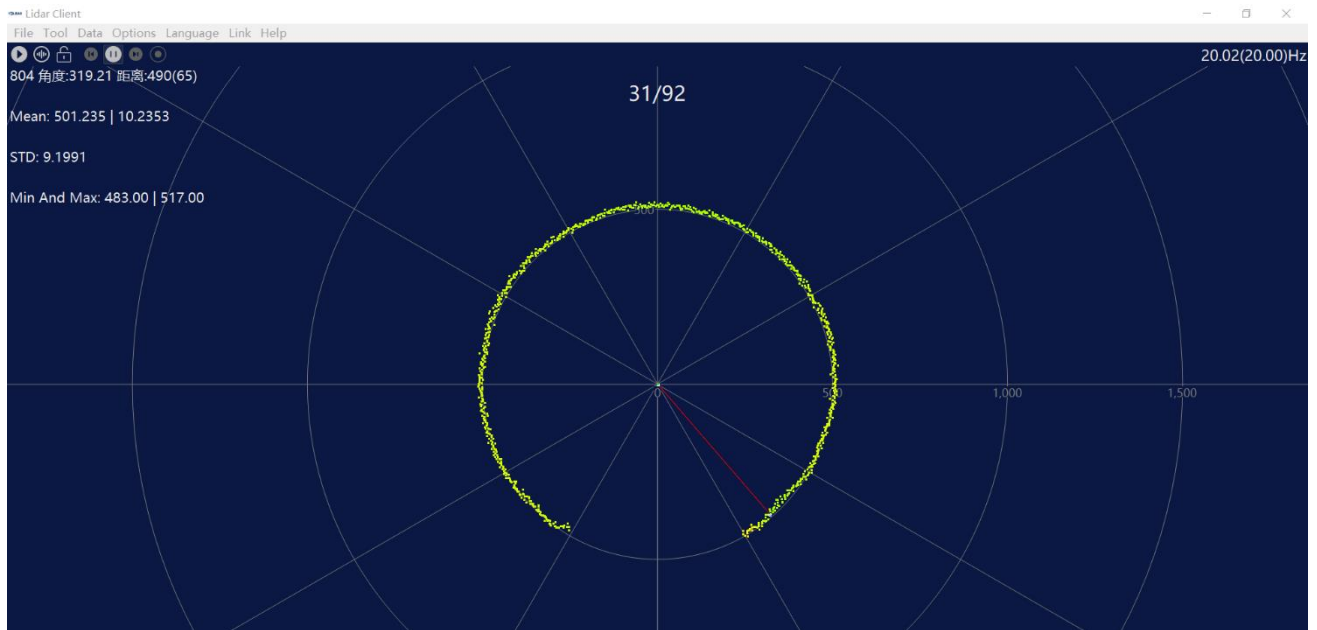 Lidar Client
File Tool Data Options Language Link Help
20.02(20.00)Hz
804 角度:319.21 距离:490(65)
31/92
Mean: 501.235 | 10.2353
STD: 9.1991
Min And Max: 483.00 | 517.00
500
0 500 1,000 1,500